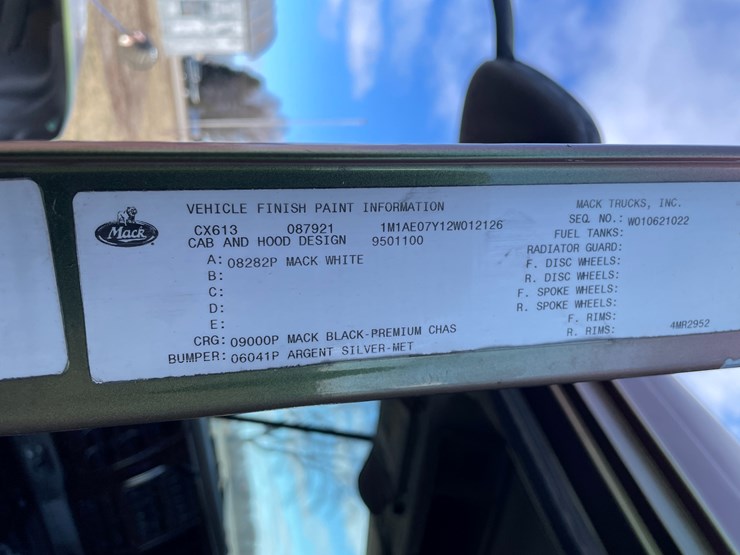 Mack
VEHICLE FINISH PAINT INFORMATION
MACK TRUCKS, INC.
CX613 087921 1M1AE07Y12W012126
SEQ. NO.: W010621022
CAB AND HOOD DESIGN 9501100
FUEL TANKS:
RADIATOR GUARD:
A: 08282P MACK WHITE
F. DISC WHEELS:
B:
R. DISC WHEELS:
C:
F. SPOKE WHEELS:
D:
R. SPOKE WHEELS:
E:
F. RIMS:
CRG: 09000P MACK BLACK-PREMIUM CHAS
R. RIMS: 4MR2952
BUMPER: 06041P ARGENT SILVER-MET